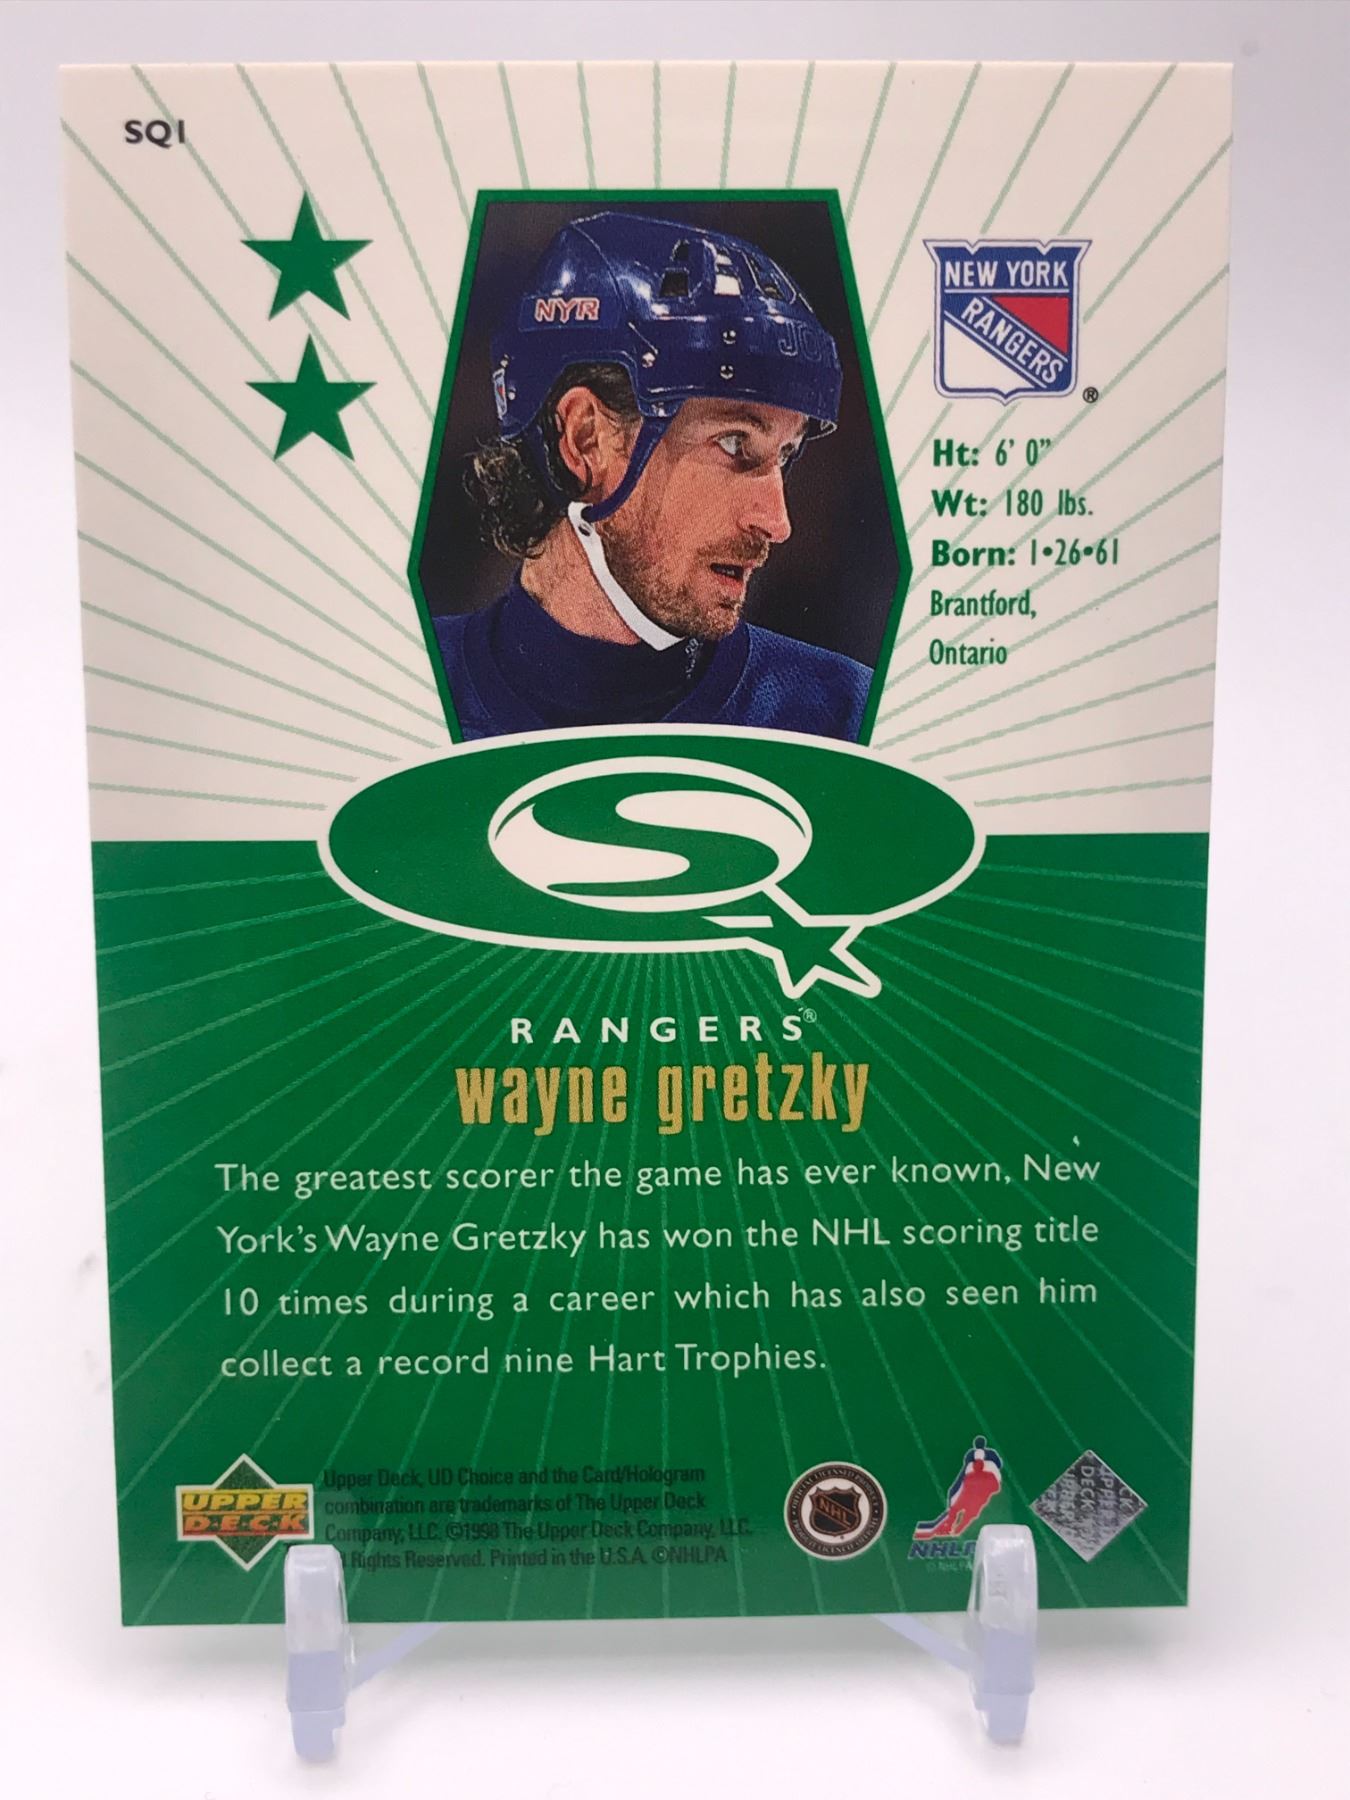 SQ1
NYR
NEW YORK
RANGERS
®
Ht: 6' 0"
Wt: 180 lbs.
Born: 1•26•61
Brantford,
Ontario
S
RANGERS®
wayne gretzky
The greatest scorer the game has ever known, New
York's Wayne Gretzky has won the NHL scoring title
10 times during a career which has also seen him
collect a record nine Hart Trophies.
UPPER
DECK
Upper Deck, UD Choice and the Card/Hologram
combination are trademarks of The Upper Deck
Company, LLC. ©1998 The Upper Deck Company, LLC.
Rights Reserved. Printed in the U.S.A. ©NHLPA
NHL